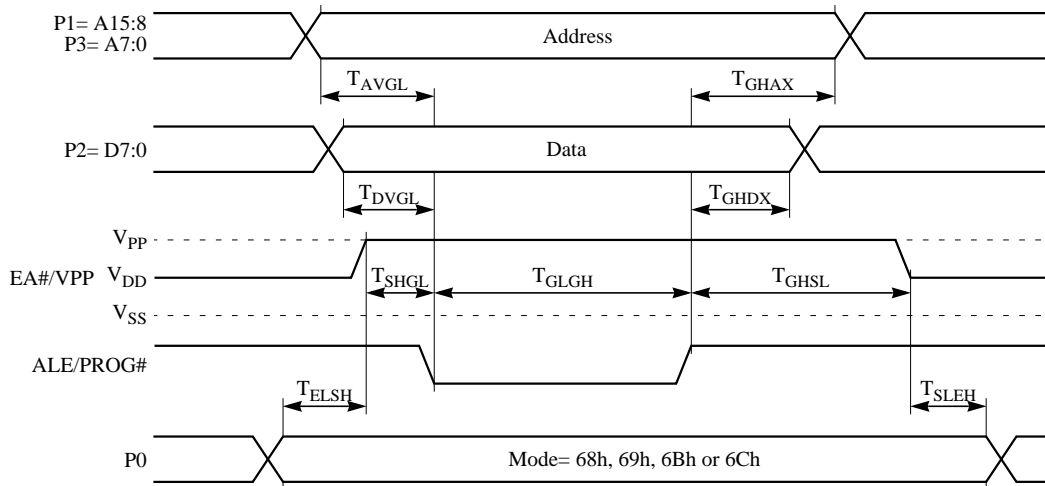 P1= A15:8
P3= A7:0
Address
TAVGL
TGHAX
P2= D7:0
Data
TDVGL
TGHDX
VPP
EA#/VPP VDD
TSHGL
TGLGH
TGHSL
VSS
ALE/PROG#
TELSH
TSLEH
P0
Mode= 68h, 69h, 6Bh or 6Ch